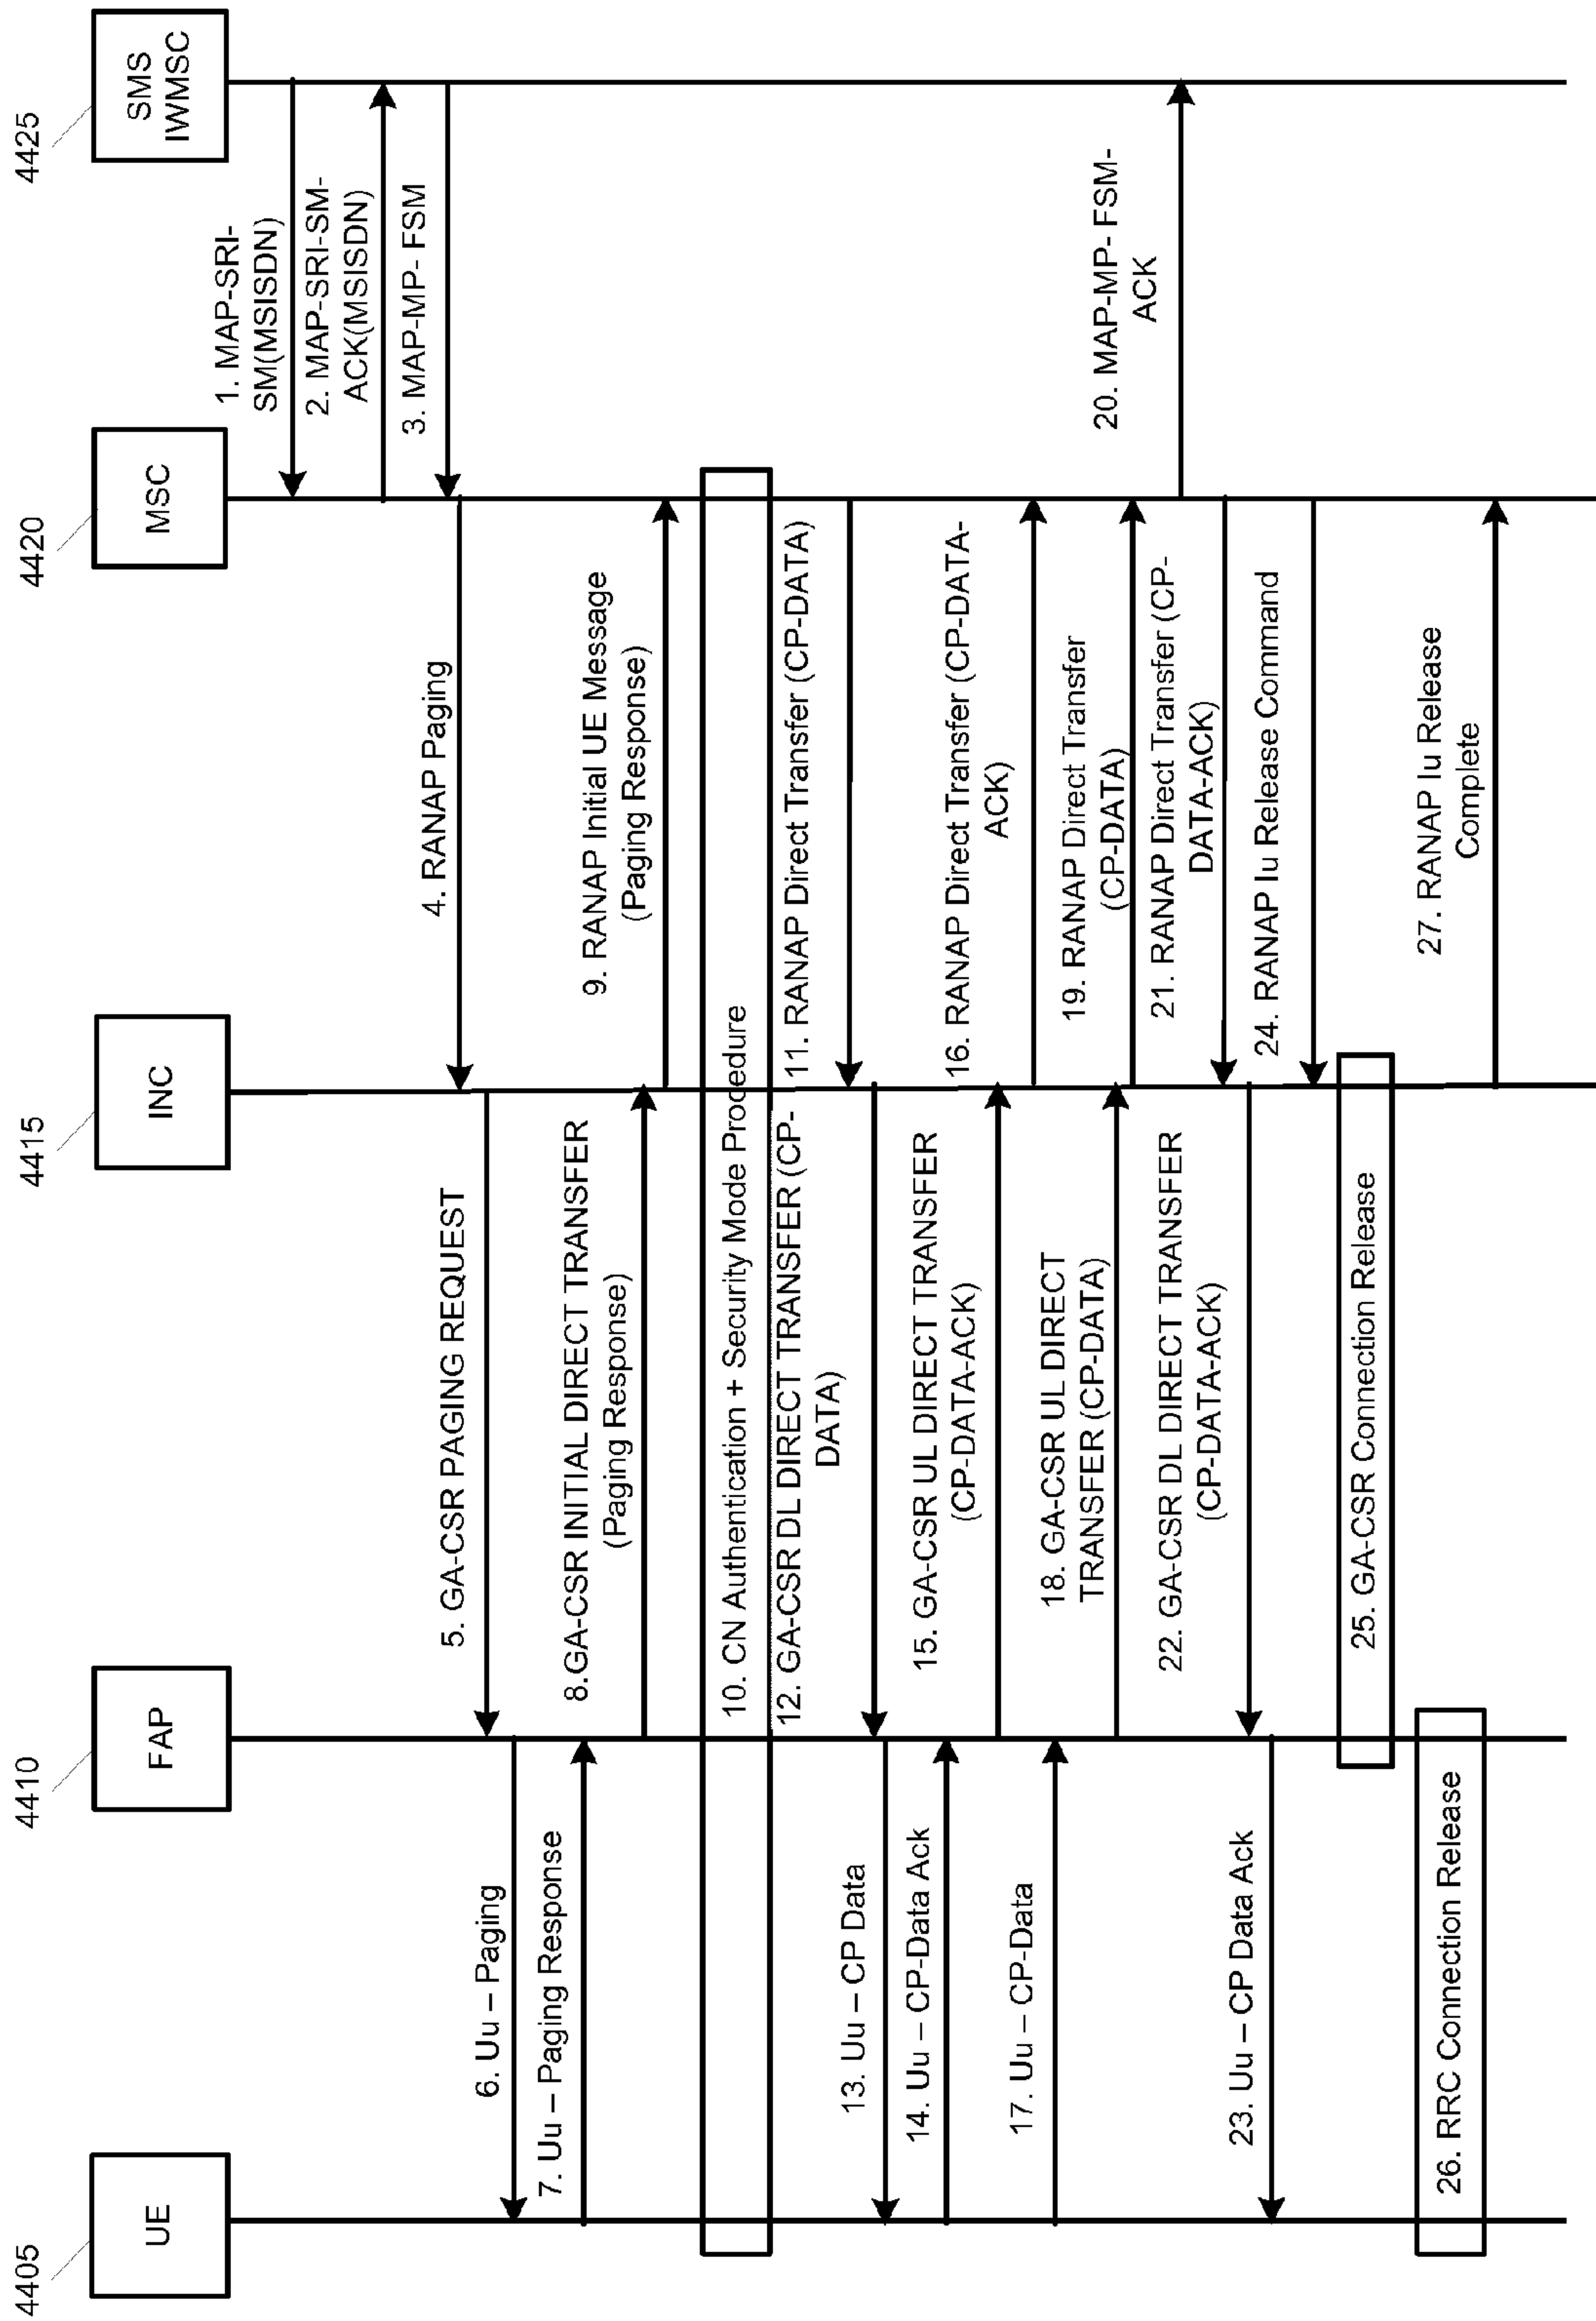 4405
4410
4415
4420
4425
UE
FAP
INC
MSC
SMS
IWMSC
1. MAP-SRI-
SM(MSISDN)
2. MAP-SRI-SM-
ACK(MSISDN)
3. MAP-MP- FSM
4. RANAP Paging
5. GA-CSR PAGING REQUEST
6. Uu – Paging
7. Uu – Paging Response
8.GA-CSR INITIAL DIRECT TRANSFER
(Paging Response)
9. RANAP Initial UE Message
(Paging Response)
10. CN Authentication + Security Mode Procedure
11. RANAP Direct Transfer (CP-DATA)
12. GA-CSR DL DIRECT TRANSFER (CP-
DATA)
13. Uu – CP Data
14. Uu – CP-Data Ack
15. GA-CSR UL DIRECT TRANSFER
(CP-DATA-ACK)
16. RANAP Direct Transfer (CP-DATA-
ACK)
17. Uu – CP-Data
18. GA-CSR UL DIRECT
TRANSFER (CP-DATA)
19. RANAP Direct Transfer
(CP-DATA)
20. MAP-MP- FSM-
ACK
21. RANAP Direct Transfer (CP-
DATA-ACK)
22. GA-CSR DL DIRECT TRANSFER
(CP-DATA-ACK)
23. Uu – CP Data Ack
24. RANAP Iu Release Command
25. GA-CSR Connection Release
26. RRC Connection Release
27. RANAP Iu Release
Complete